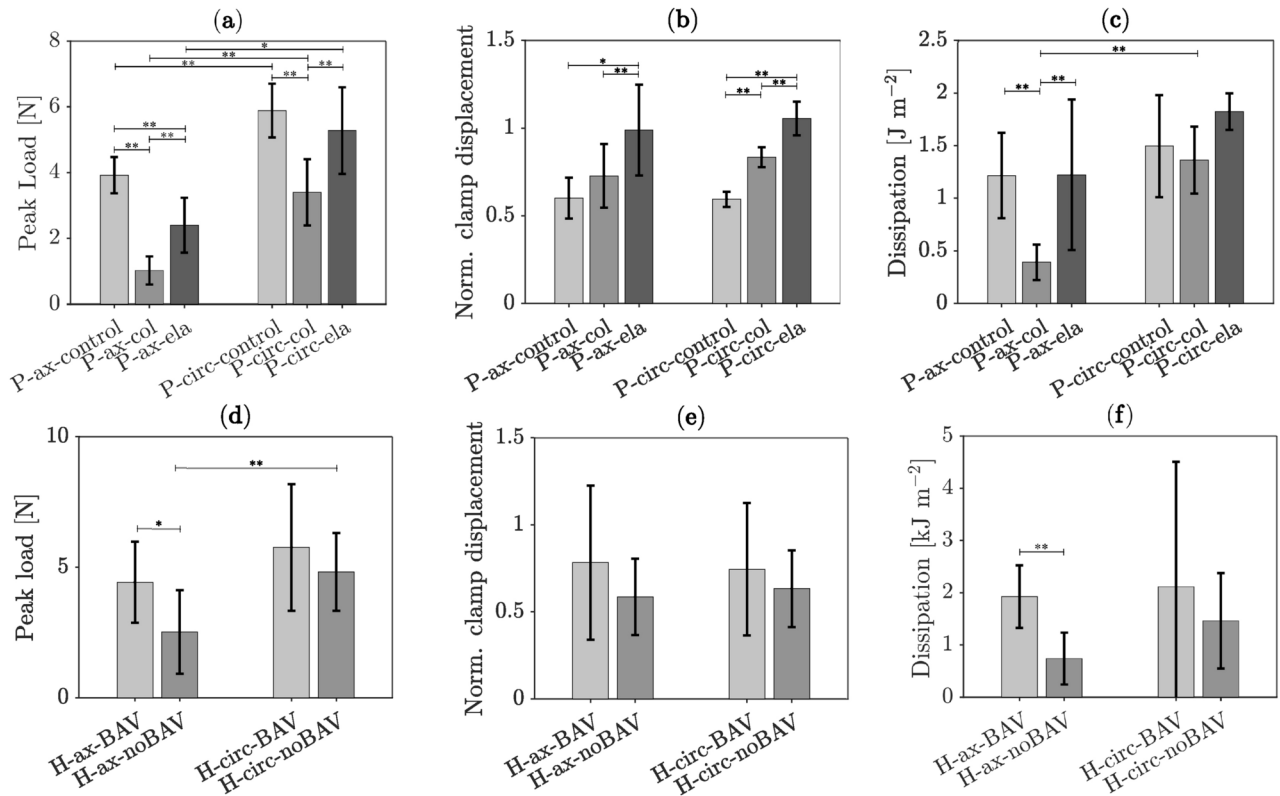 (a)
Peak Load [N]
8
6
4
2
0
*
**
**
** **
**
** **
P-ax-control
P-ax-col
P-ax-ela
P-circ-control
P-circ-col
P-circ-ela
(b)
Norm. clamp displacement
1.5
1
0.5
0
*
**
**
**
**
P-ax-control
P-ax-col
P-ax-ela
P-circ-control
P-circ-col
P-circ-ela
(c)
Dissipation [J m⁻²]
2.5
2
1.5
1
0.5
0
**
** **
P-ax-control
P-ax-col
P-ax-ela
P-circ-control
P-circ-col
P-circ-ela
(d)
Peak load [N]
10
5
0
**
*
H-ax-BAV
H-ax-noBAV
H-circ-BAV
H-circ-noBAV
(e)
Norm. clamp displacement
1.5
1
0.5
0
H-ax-BAV
H-ax-noBAV
H-circ-BAV
H-circ-noBAV
(f)
Dissipation [kJ m⁻²]
5
4
3
2
1
0
**
H-ax-BAV
H-ax-noBAV
H-circ-BAV
H-circ-noBAV